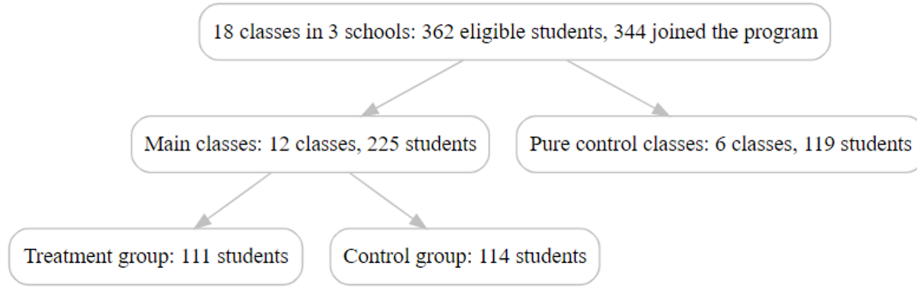 18 classes in 3 schools: 362 eligible students, 344 joined the program
Main classes: 12 classes, 225 students
Pure control classes: 6 classes, 119 students
Treatment group: 111 students
Control group: 114 students